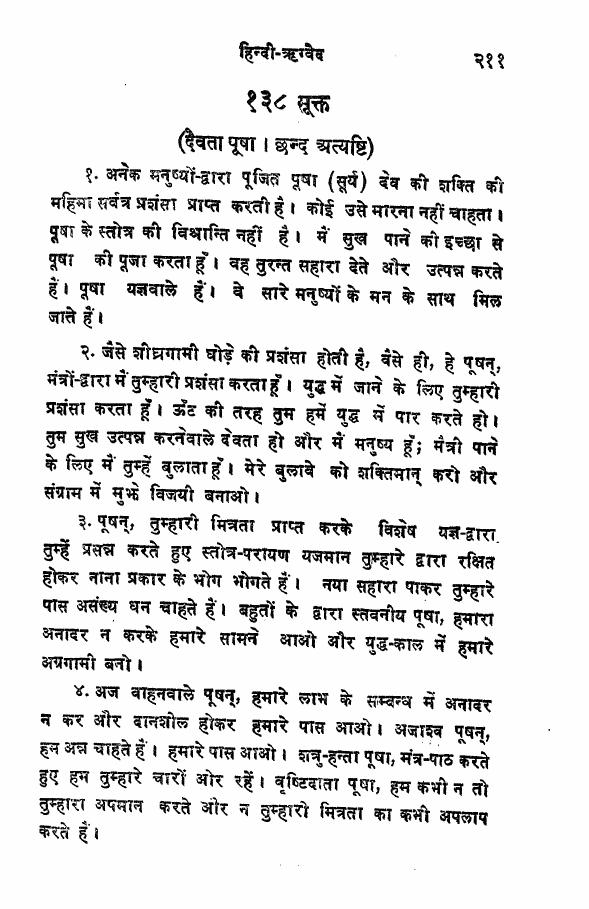 हिन्दी-ऋग्वेद
२११
१३८ सूक्त
(देवता पूषा । छन्द अत्यष्टि)
१. अनेक मनुष्यों-द्वारा पूजित पूषा (सूर्य) देव की शक्ति की
महिमा सर्वत्र प्रशंसा प्राप्त करती है। कोई उसे मारना नहीं चाहता।
पूषा के स्तोत्र की विश्रान्ति नहीं है। मैं सुख पाने की इच्छा से
पूषा की पूजा करता हूँ। वह तुरन्त सहारा देते और उत्पन्न करते
हैं। पूषा यज्ञवाले हैं। वे सारे मनुष्यों के मन के साथ मिल
जाते हैं।
२. जैसे शीघ्रगामी घोड़े की प्रशंसा होती है, वैसे ही, हे पूषन्,
मंत्रों-द्वारा मैं तुम्हारी प्रशंसा करता हूँ। युद्ध में जाने के लिए तुम्हारी
प्रशंसा करता हूँ। ऊँट की तरह तुम हमें युद्ध में पार करते हो।
तुम सुख उत्पन्न करनेवाले देवता हो और मैं मनुष्य हूँ; मैत्री पाने
के लिए मैं तुम्हें बुलाता हूँ। मेरे बुलावे को शक्तिमान् करो और
संग्राम में मुझे विजयी बनाओ।
३. पूषन्, तुम्हारी मित्रता प्राप्त करके विशेष यज्ञ-द्वारा
तुम्हें प्रसन्न करते हुए स्तोत्र-परायण यजमान तुम्हारे द्वारा रक्षित
होकर नाना प्रकार के भोग भोगते हैं। नया सहारा पाकर तुम्हारे
पास असंख्य धन चाहते हैं। बहुतों के द्वारा स्तवनीय पूषा, हमारा
अनादर न करके हमारे सामने आओ और युद्ध-काल में हमारे
अग्रगामी बनो।
४. अज वाहनवाले पूषन्, हमारे लाभ के सम्बन्ध में अनादर
न कर और दानशील होकर हमारे पास आओ। अजाश्व पूषन्,
हम अन्न चाहते हैं। हमारे पास आओ। शत्रु-हन्ता पूषा, मंत्र-पाठ करते
हुए हम तुम्हारे चारों ओर रहें। वृष्टिदाता पूषा, हम कभी न तो
तुम्हारा अपमान करते और न तुम्हारी मित्रता का कभी अपलाप
करते हैं।